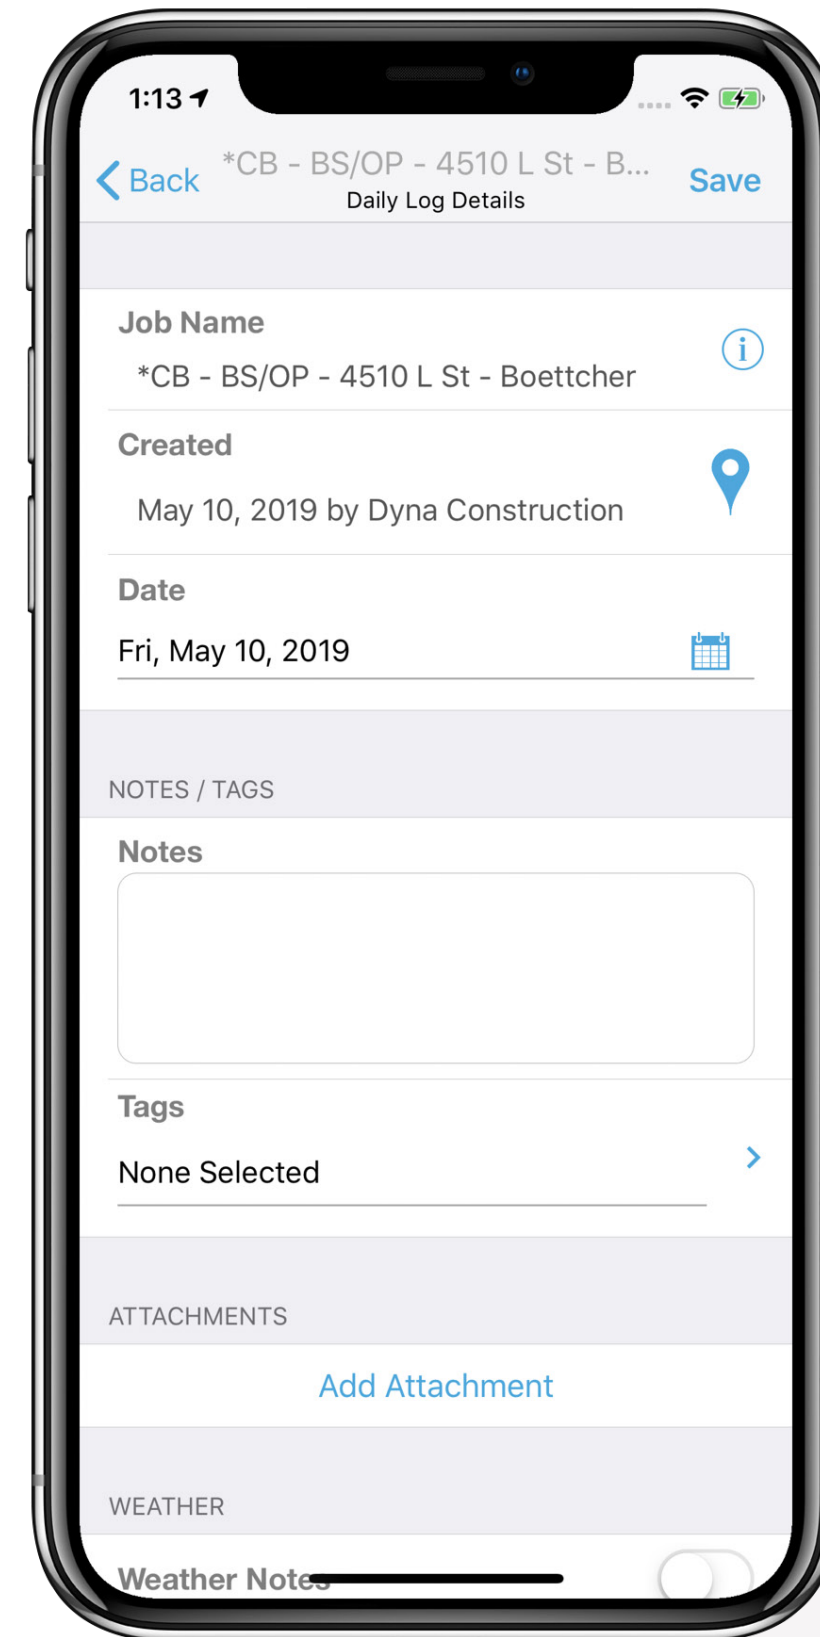 1:13
Back
*CB - BS/OP - 4510 L St - B...
Daily Log Details
Save
Job Name
*CB - BS/OP - 4510 L St - Boettcher
Created
May 10, 2019 by Dyna Construction
Date
Fri, May 10, 2019
NOTES / TAGS
Notes
Tags
None Selected
ATTACHMENTS
Add Attachment
WEATHER
Weather Notes